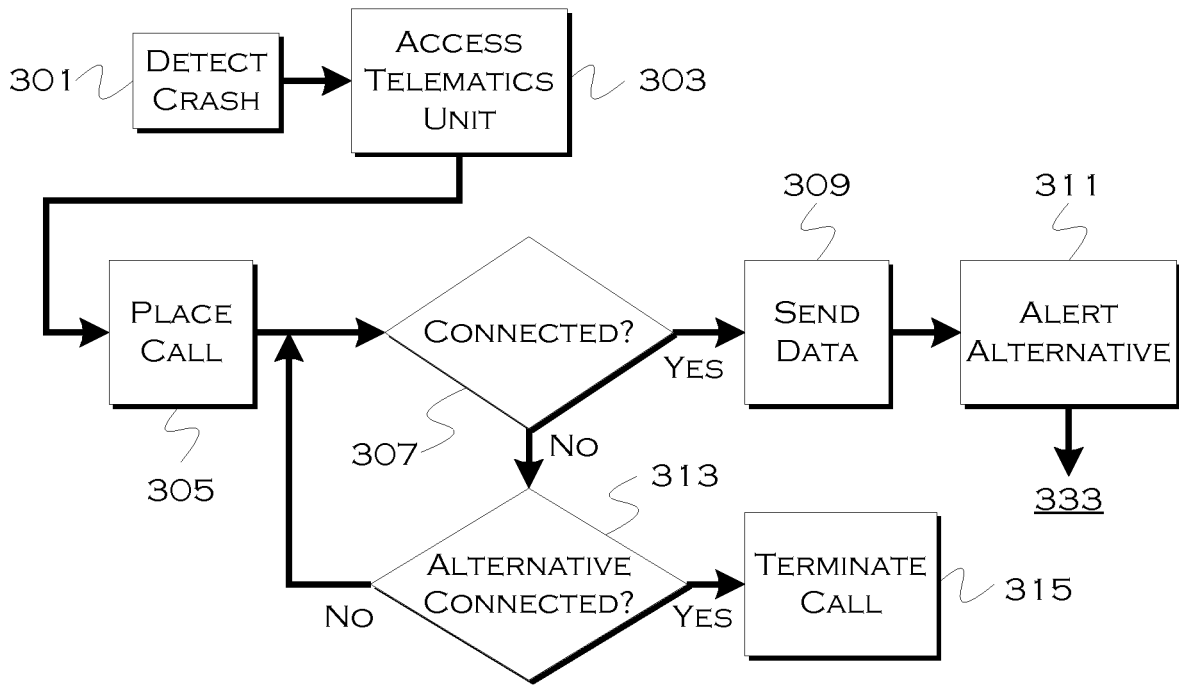 301
DETECT
CRASH
ACCESS
TELEMATICS
UNIT
303
309
311
PLACE
CALL
305
CONNECTED?
307
YES
NO
SEND
DATA
ALERT
ALTERNATIVE
333
313
ALTERNATIVE
CONNECTED?
NO
YES
TERMINATE
CALL
315